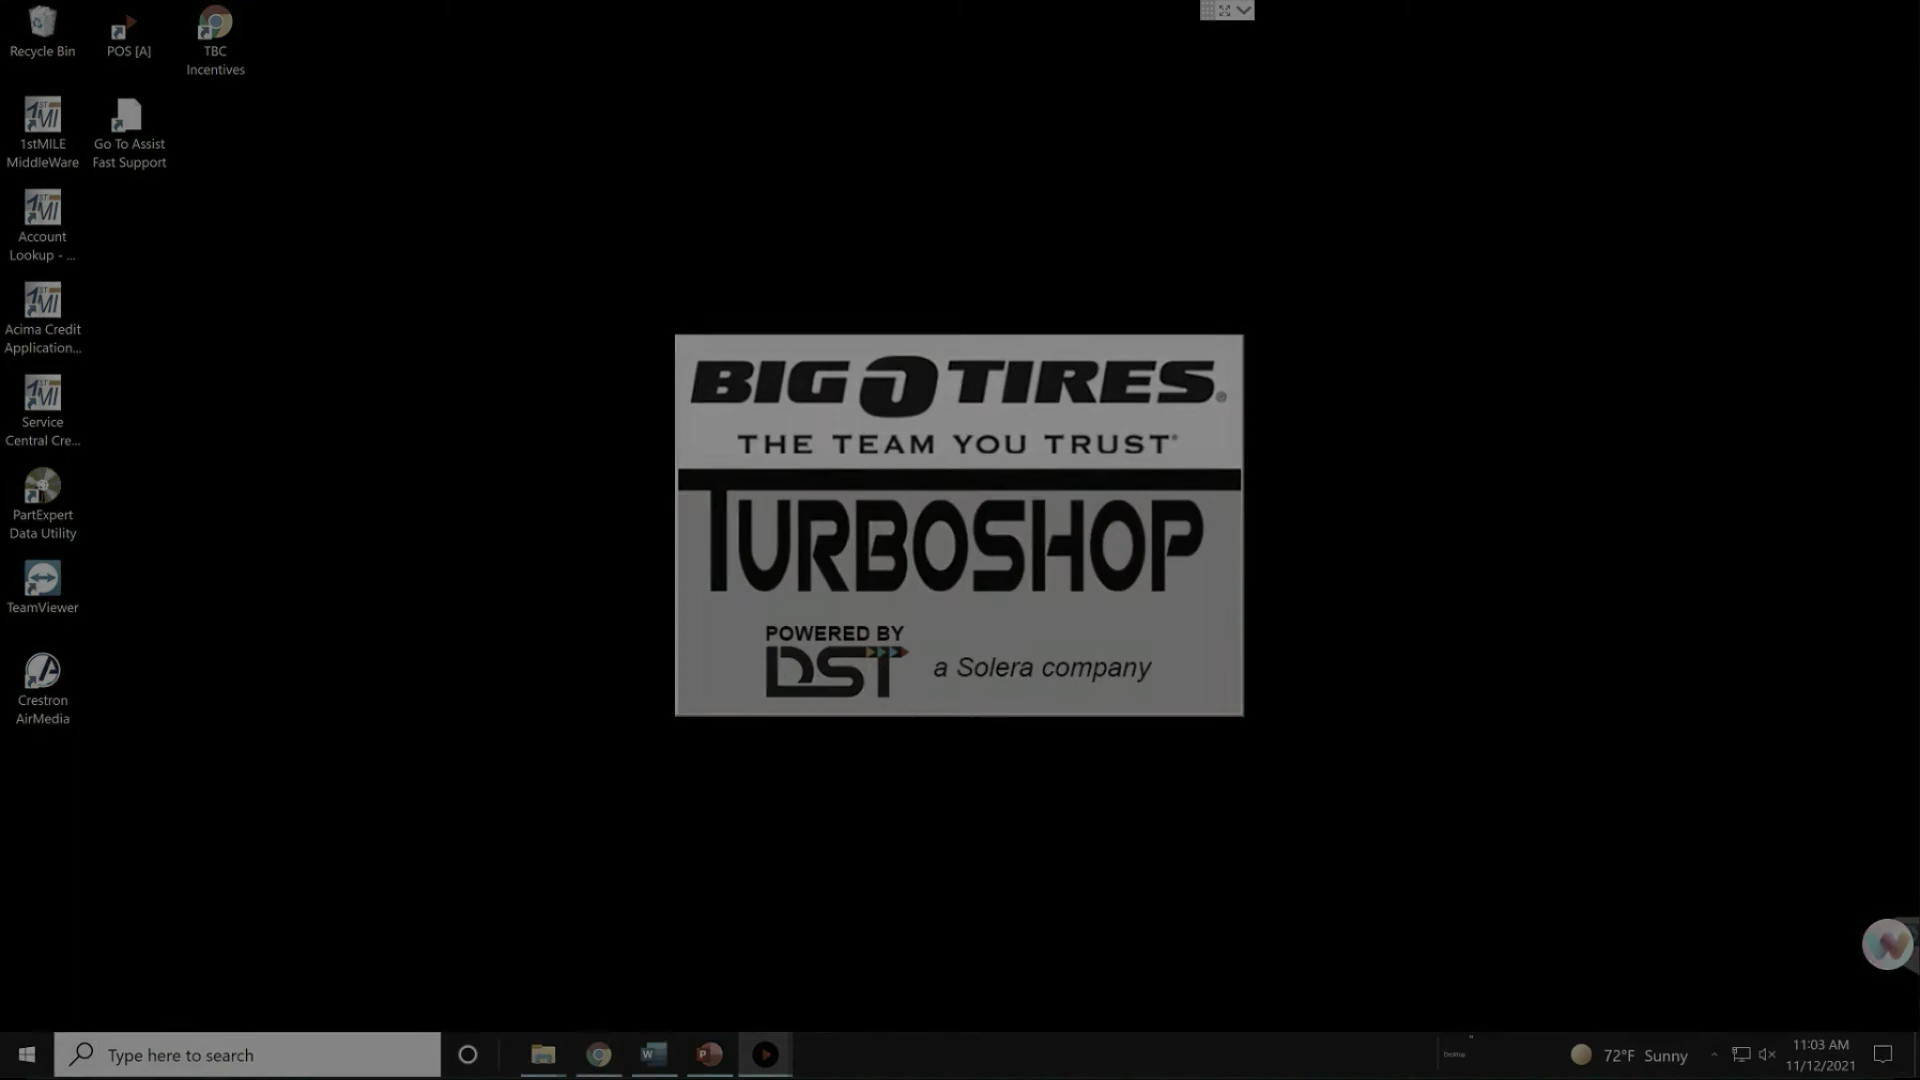 Recycle Bin
POS [A]
TBC
Incentives
1stMILE
MiddleWare
Go To Assist
Fast Support
Account
Lookup - ...
Acima Credit
Application...
Service
Central Cre...
PartExpert
Data Utility
TeamViewer
Crestron
AirMedia
BIG O TIRES®
THE TEAM YOU TRUST®
TURBOSHOP
POWERED BY
DST
a Solera company
Type here to search
Desktop
72°F Sunny
11:03 AM
11/12/2021